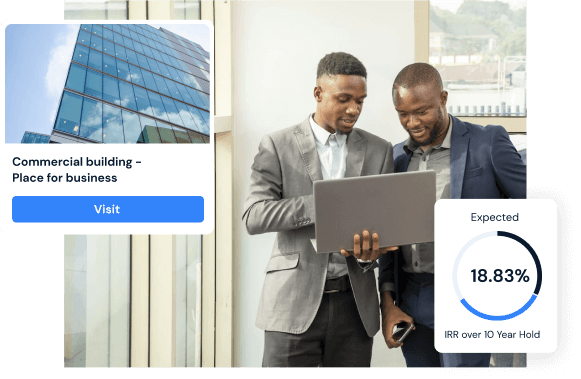 Commercial building -
Place for business
Visit
Expected
18.83%
IRR over 10 Year Hold